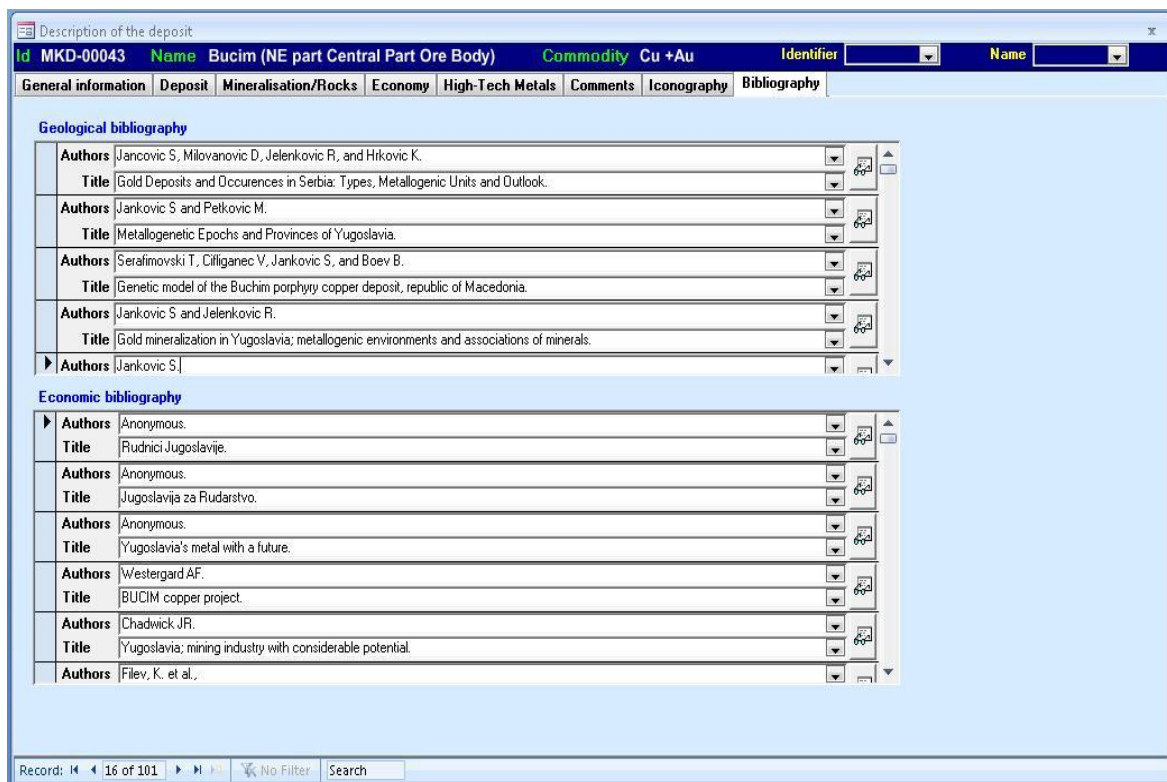 Description of the deposit x
Id MKD-00043 Name Bucim (NE part Central Part Ore Body) Commodity Cu +Au Identifier Name
General information Deposit Mineralisation/Rocks Economy High-Tech Metals Comments Iconography Bibliography
Geological bibliography
Authors Jancovic S, Milovanovic D, Jelenkovic R, and Hrkovic K.
Title Gold Deposits and Occurences in Serbia: Types, Metallogenic Units and Outlook.
Authors Jankovic S and Petkovic M.
Title Metallogenetic Epochs and Provinces of Yugoslavia.
Authors Serafimovski T, Cifliganec V, Jankovic S, and Boev B.
Title Genetic model of the Buchim porphyry copper deposit, republic of Macedonia.
Authors Jankovic S and Jelenkovic R.
Title Gold mineralization in Yugoslavia; metallogenic environments and associations of minerals.
Authors Jankovic S.
Economic bibliography
Authors Anonymous.
Title Rudnici Jugoslavije.
Authors Anonymous.
Title Jugoslavija za Rudarstvo.
Authors Anonymous.
Title Yugoslavia's metal with a future.
Authors Westergard AF.
Title BUCIM copper project.
Authors Chadwick JR.
Title Yugoslavia; mining industry with considerable potential.
Authors Filev, K. et al.,
Record: 16 of 101 No Filter Search